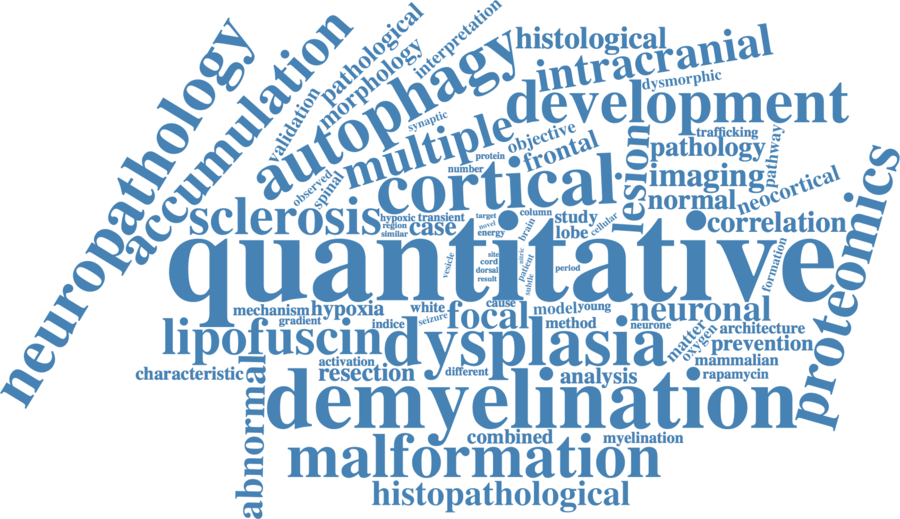 neuropathology
accumulation
pathological
morphology
interpretation
validation
autophagy
histological
intracranial
dysmorphic
development
synaptic
multiple
objective
frontal
protein
number
observed
spinal
cortical
lesion
trafficking
pathology
pathway
imaging
normal
neocortical
correlation
proteomics
sclerosis
hypoxic
transient
region
similar
case
target
novel
energy
column
brain
study
lobe
cellular
quantitative
vesicle
site
cord
dorsal
result
nitric
patient
subtle
period
formation
mechanism
hypoxia
gradient
white
indice
seizure
cause
focal
model
young
method
neuronal
neurone
matter
oxygen
architecture
prevention
mammalian
rapamycin
lipofuscin
dysplasia
characteristic
activation
resection
different
analysis
abnormal
demyelination
combined
myelination
malformation
histopathological